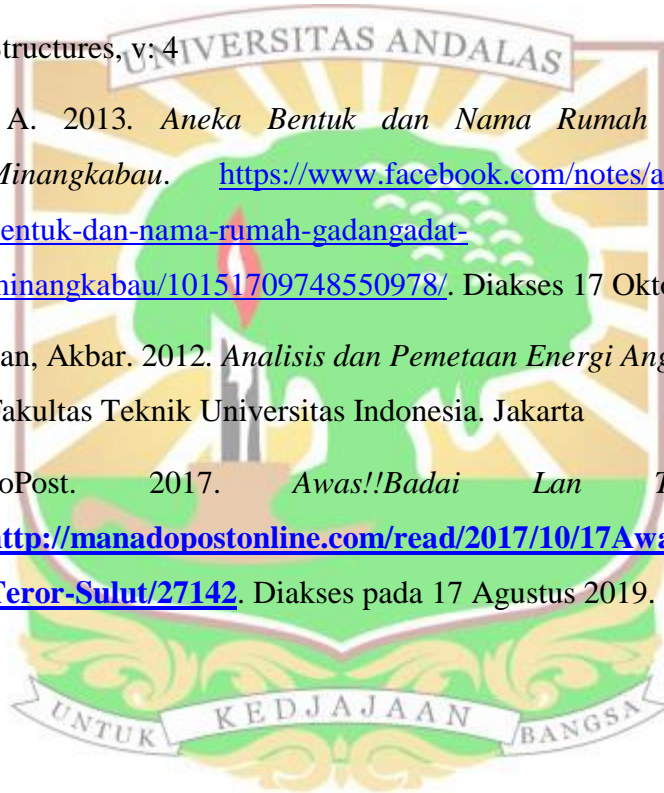 Structures, v: 4
UNIVERSITAS ANDALAS
A. 2013. Aneka Bentuk dan Nama Rumah
Minangkabau. https://www.facebook.com/notes/a
entuk-dan-nama-rumah-gadangadat-
minangkabau/10151709748550978/. Diakses 17 Okto
an, Akbar. 2012. Analisis dan Pemetaan Energi Ang
Fakultas Teknik Universitas Indonesia. Jakarta
oPost. 2017. Awas!!Badai Lan T
http://manadopostonline.com/read/2017/10/17Awa
Teror-Sulut/27142. Diakses pada 17 Agustus 2019.
UNTUK KEDJAJAAN BANGSA